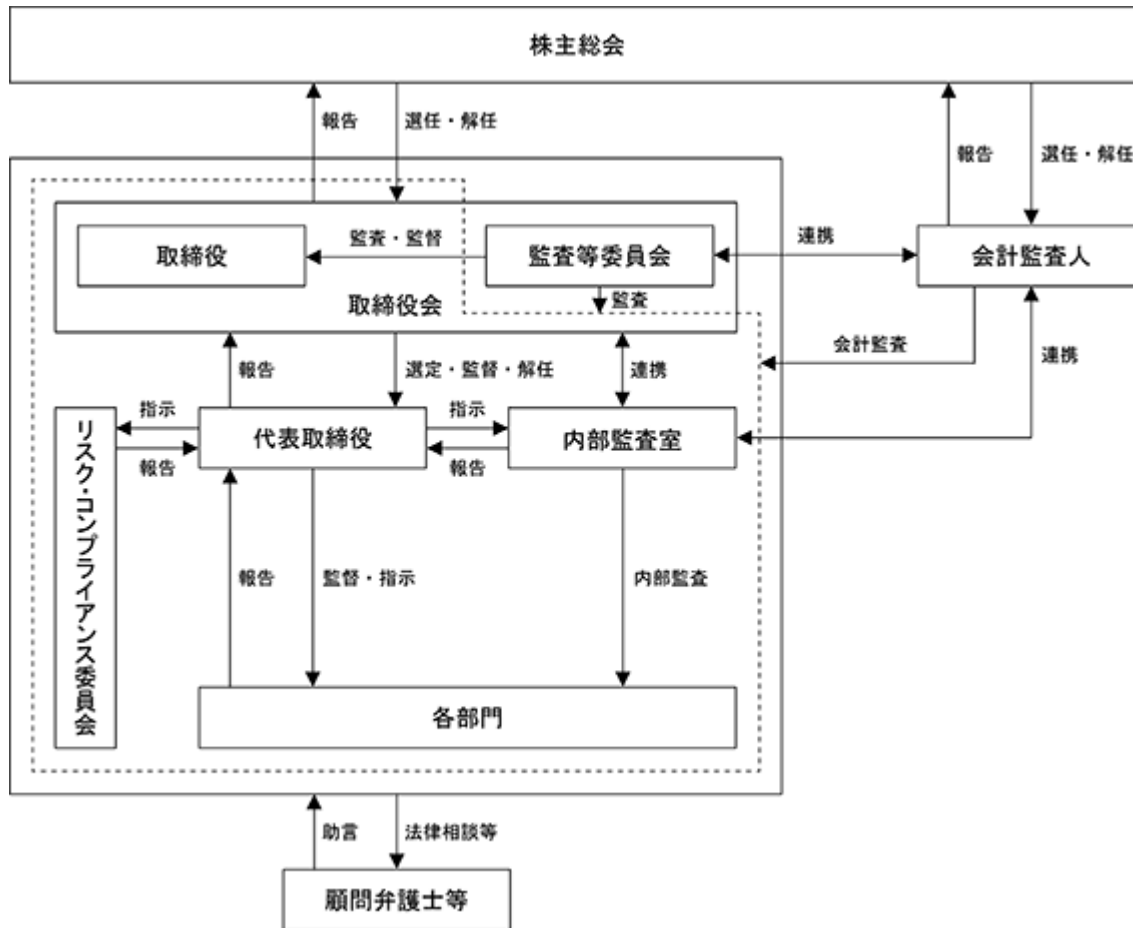 株主総会
報告
選任・解任
報告
選任・解任
取締役
監査・監督
監査等委員会
連携
会計監査人
監査
取締役会
会計監査
連携
報告
選定・監督・解任
連携
指示
指示
代表取締役
内部監査室
報告
報告
リスク・コンプライアンス委員会
報告
監督・指示
内部監査
各部門
助言
法律相談等
顧問弁護士等